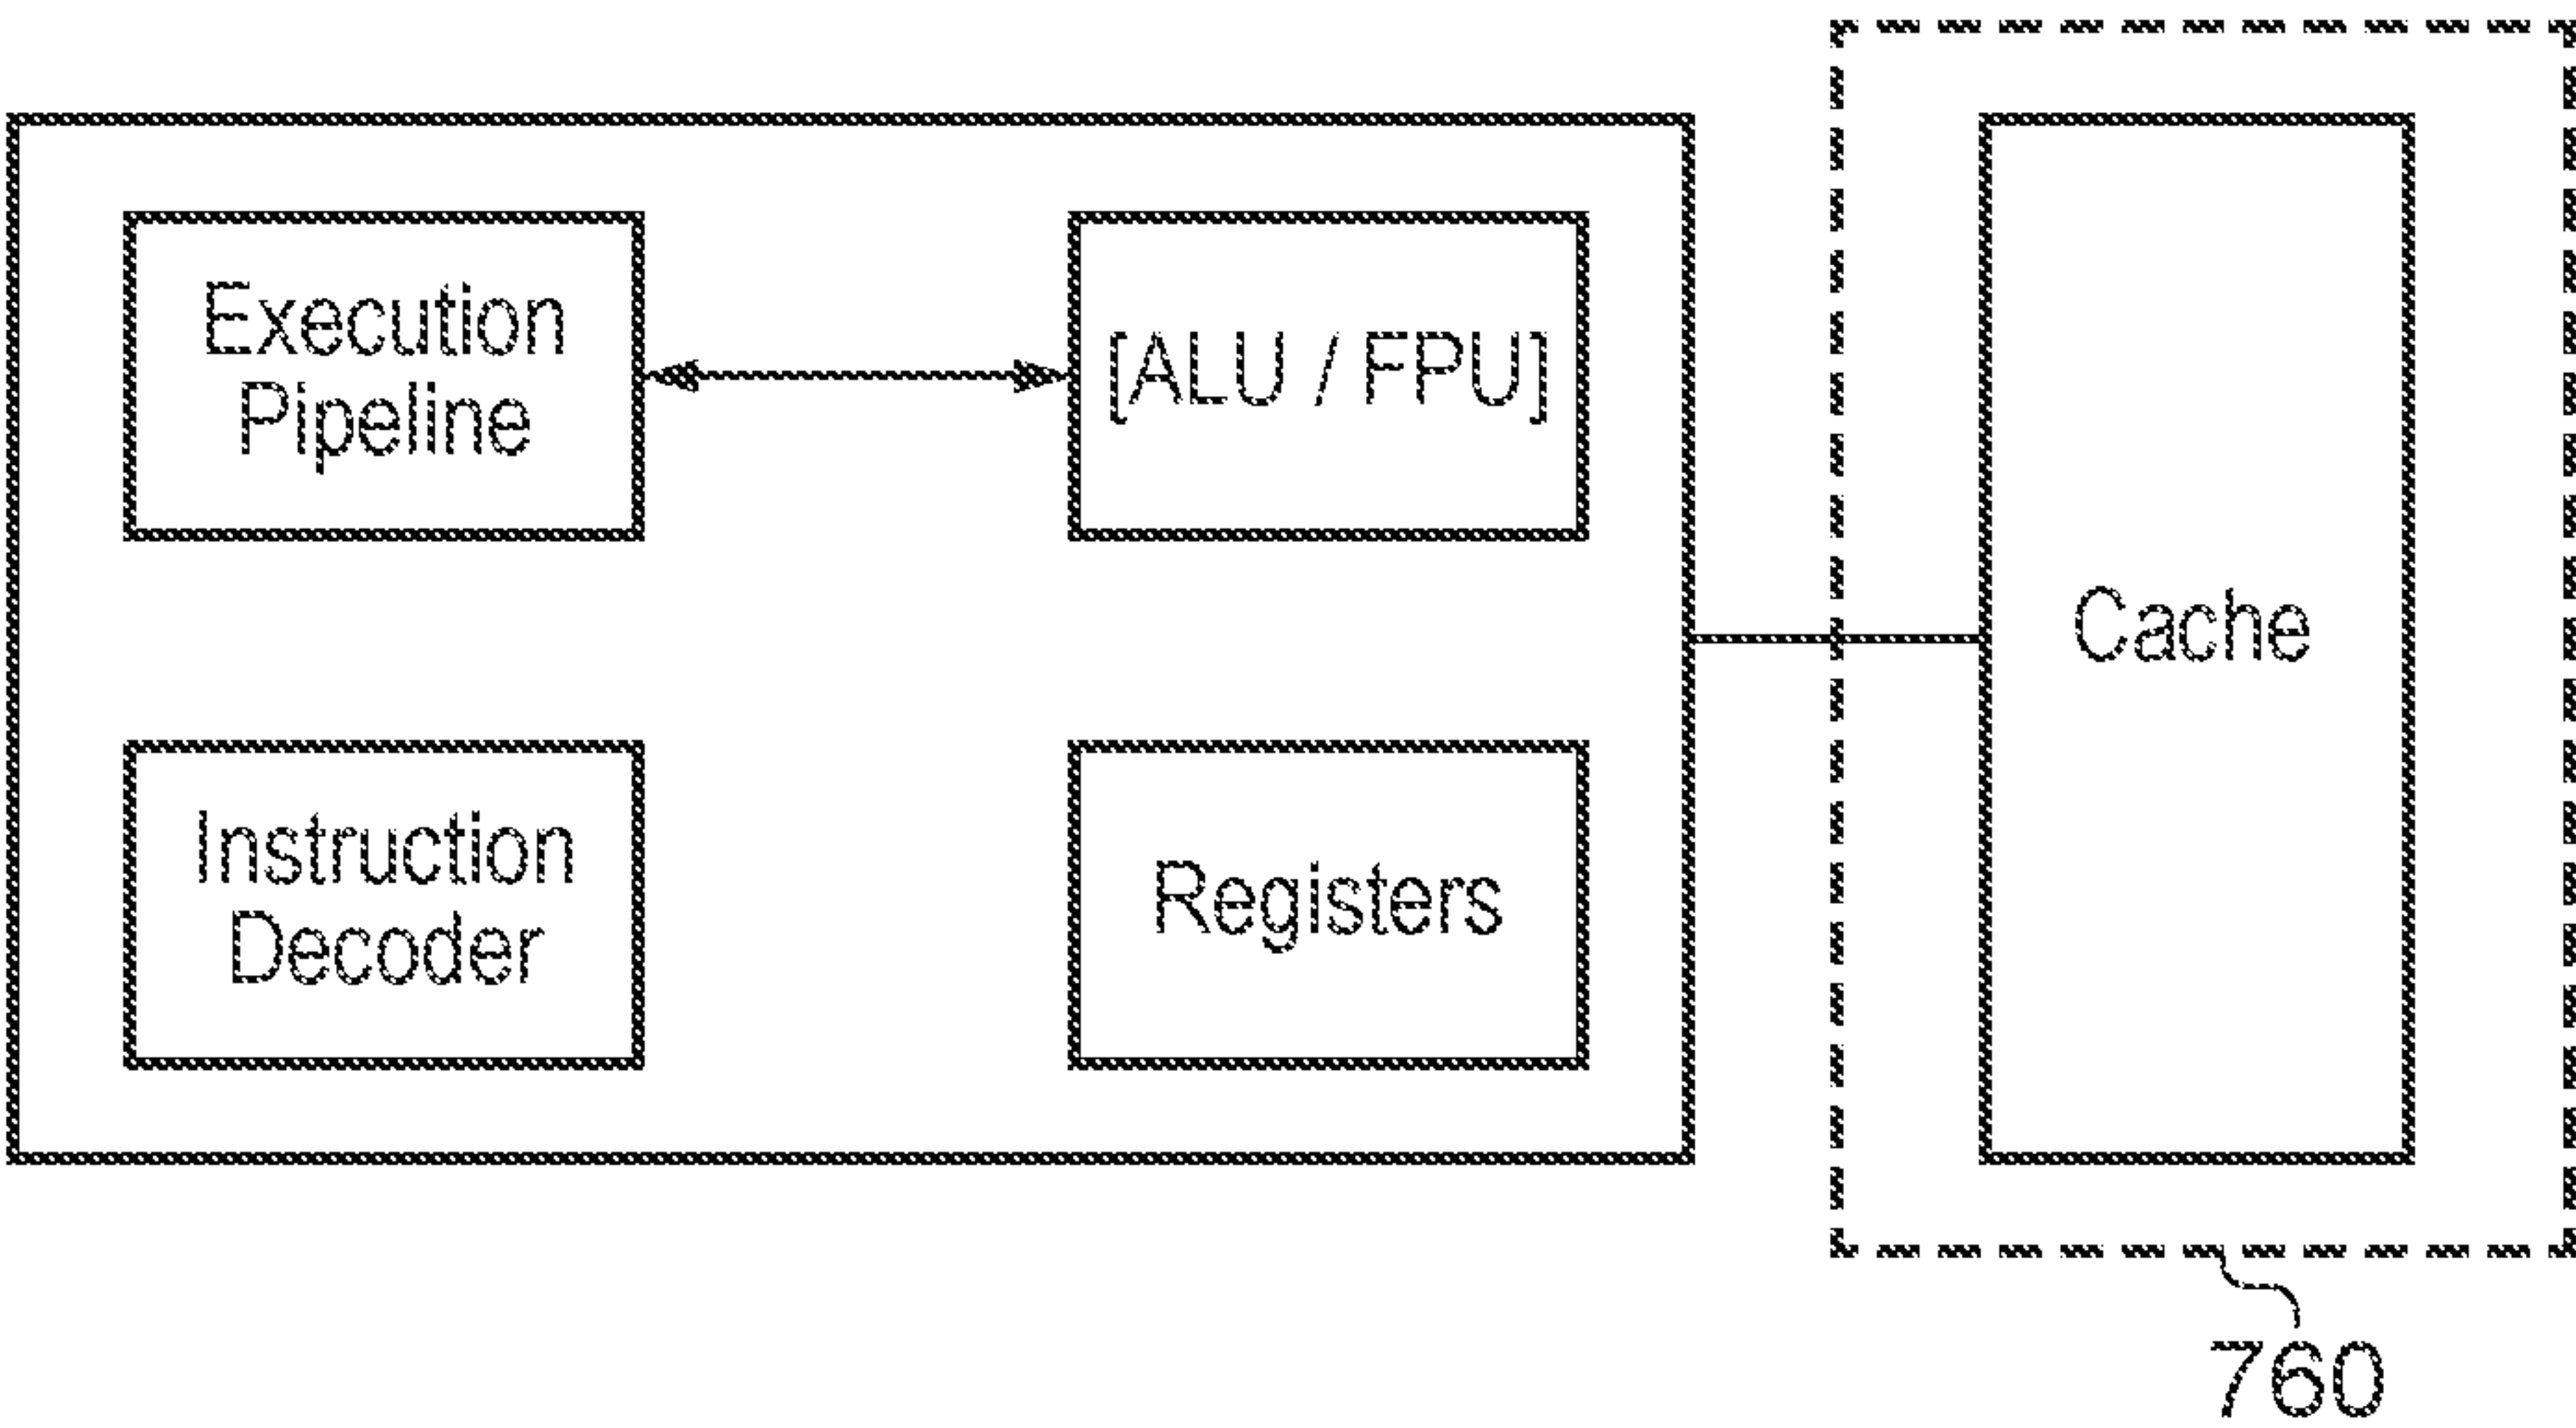 Execution
Pipeline
[ALU / FPU]
Cache
Instruction
Decoder
Registers
760